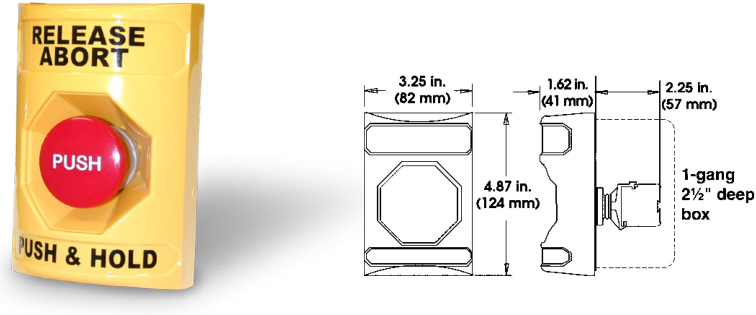 RELEASE
ABORT
PUSH
PUSH & HOLD
3.25 in.
(82 mm)
4.87 in.
(124 mm)
1.62 in.
(41 mm)
2.25 in.
(57 mm)
1-gang
2½" deep
box